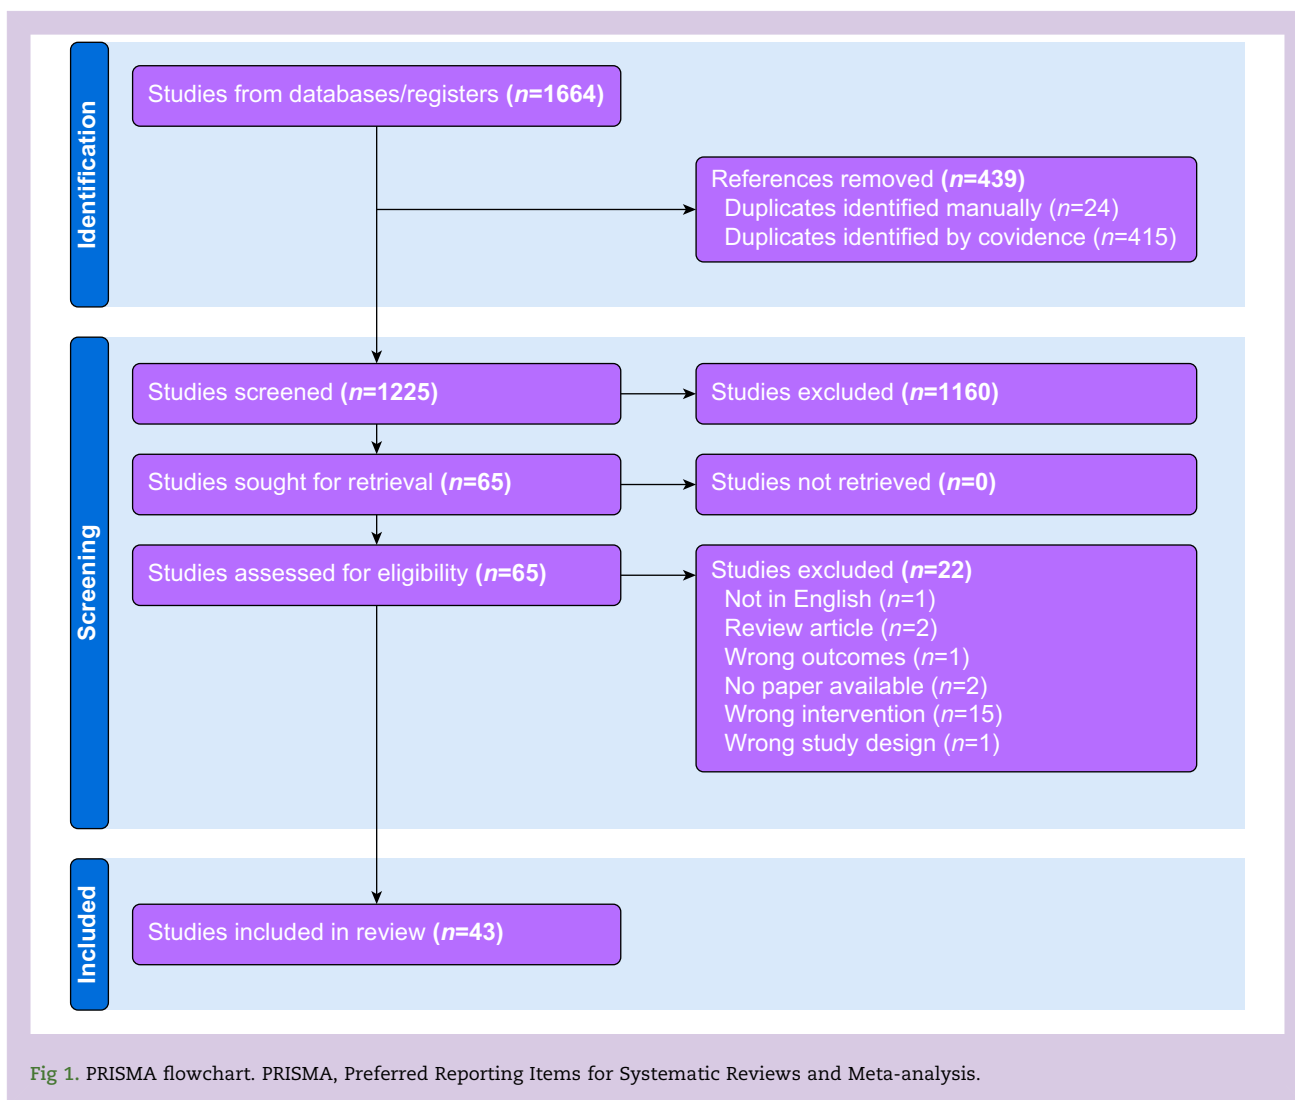 Identification
Studies from databases/registers (n=1664)
References removed (n=439)
Duplicates identified manually (n=24)
Duplicates identified by covidence (n=415)
Screening
Studies screened (n=1225)
Studies excluded (n=1160)
Studies sought for retrieval (n=65)
Studies not retrieved (n=0)
Studies assessed for eligibility (n=65)
Studies excluded (n=22)
Not in English (n=1)
Review article (n=2)
Wrong outcomes (n=1)
No paper available (n=2)
Wrong intervention (n=15)
Wrong study design (n=1)
Included
Studies included in review (n=43)
Fig 1. PRISMA flowchart. PRISMA, Preferred Reporting Items for Systematic Reviews and Meta-analysis.